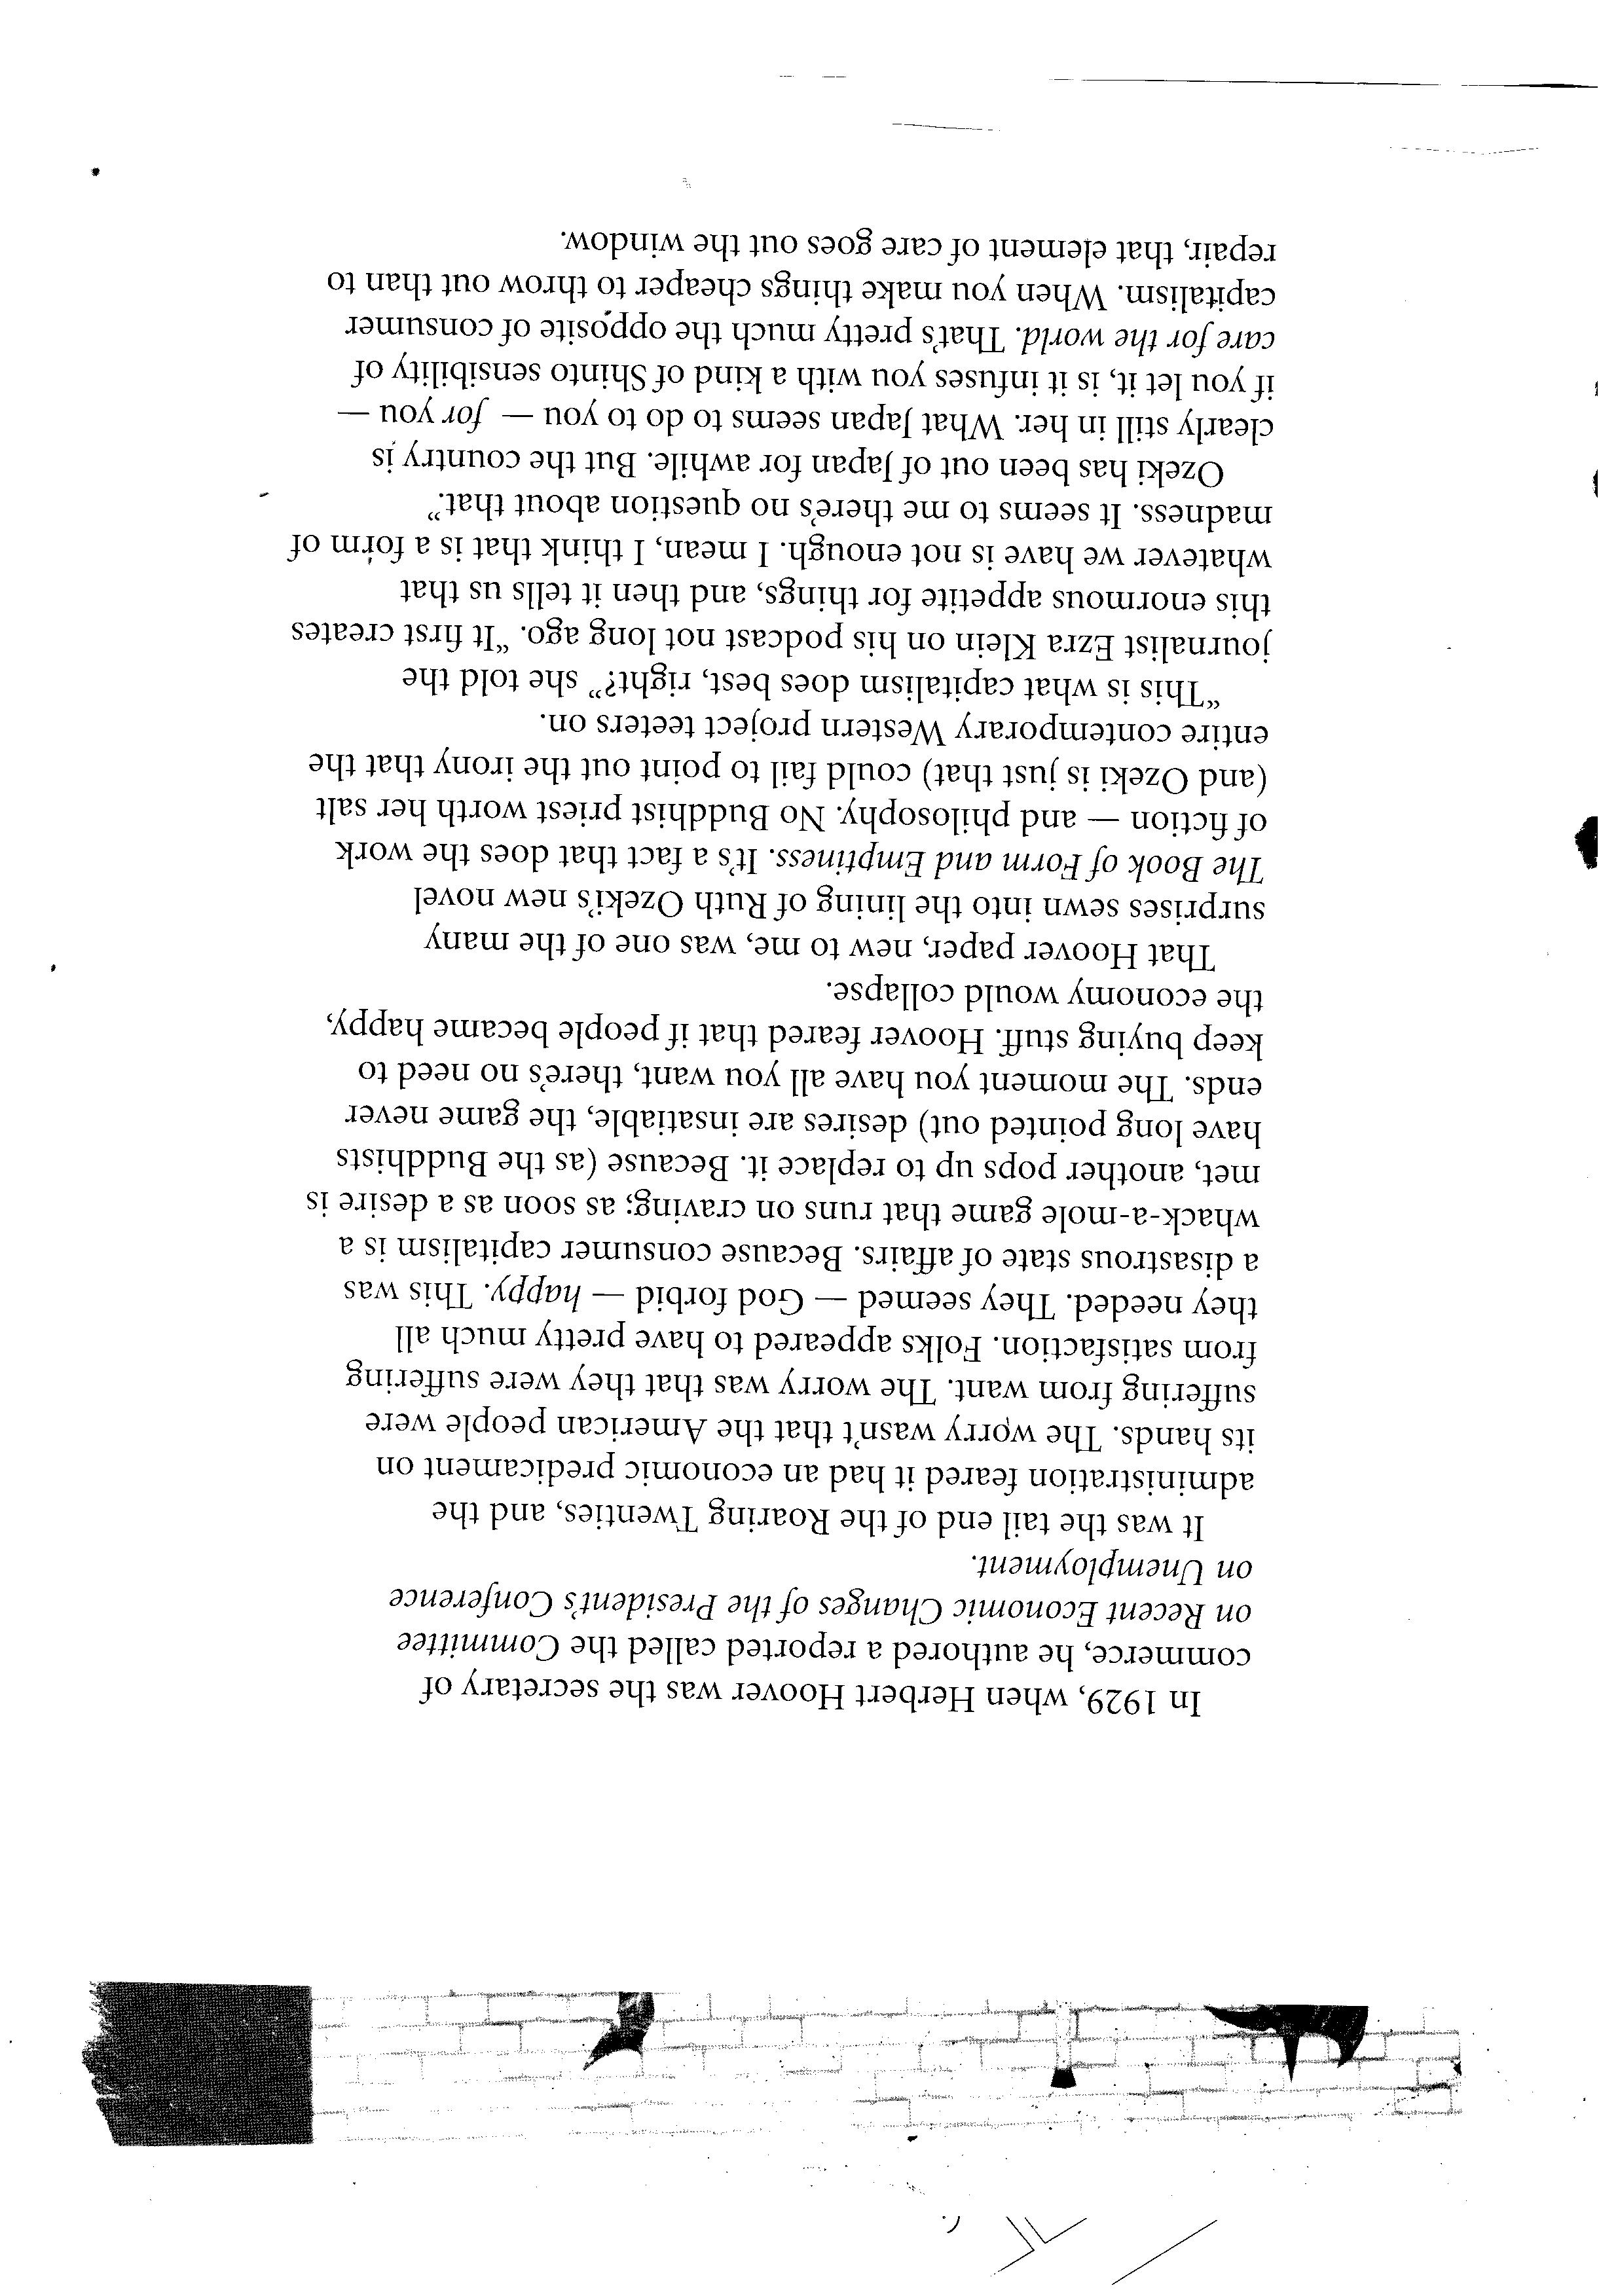 In 1929, when Herbert Hoover was the secretary of
commerce, he authored a reported called the Committee
on Recent Economic Changes of the President's Conference
on Unemployment.
It was the tail end of the Roaring Twenties, and the
administration feared it had an economic predicament on
its hands. The worry wasn't that the American people were
suffering from want. The worry was that they were suffering
from satisfaction. Folks appeared to have pretty much all
they needed. They seemed — God forbid — happy. This was
a disastrous state of affairs. Because consumer capitalism is a
whack-a-mole game that runs on craving; as soon as a desire is
met, another pops up to replace it. Because (as the Buddhists
have long pointed out) desires are insatiable, the game never
ends. The moment you have all you want, there's no need to
keep buying stuff. Hoover feared that if people became happy,
the economy would collapse.
That Hoover paper, new to me, was one of the many
surprises sewn into the lining of Ruth Ozeki's new novel
The Book of Form and Emptiness. It's a fact that does the work
of fiction — and philosophy. No Buddhist priest worth her salt
(and Ozeki is just that) could fail to point out the irony that the
entire contemporary Western project teeters on.
“This is what capitalism does best, right?” she told the
journalist Ezra Klein on his podcast not long ago. “It first creates
this enormous appetite for things, and then it tells us that
whatever we have is not enough. I mean, I think that is a form of
madness. It seems to me there's no question about that.”
Ozeki has been out of Japan for awhile. But the country is
clearly still in her. What Japan seems to do to you — for you —
if you let it, is it infuses you with a kind of Shinto sensibility of
care for the world. That's pretty much the opposite of consumer
capitalism. When you make things cheaper to throw out than to
repair, that element of care goes out the window.